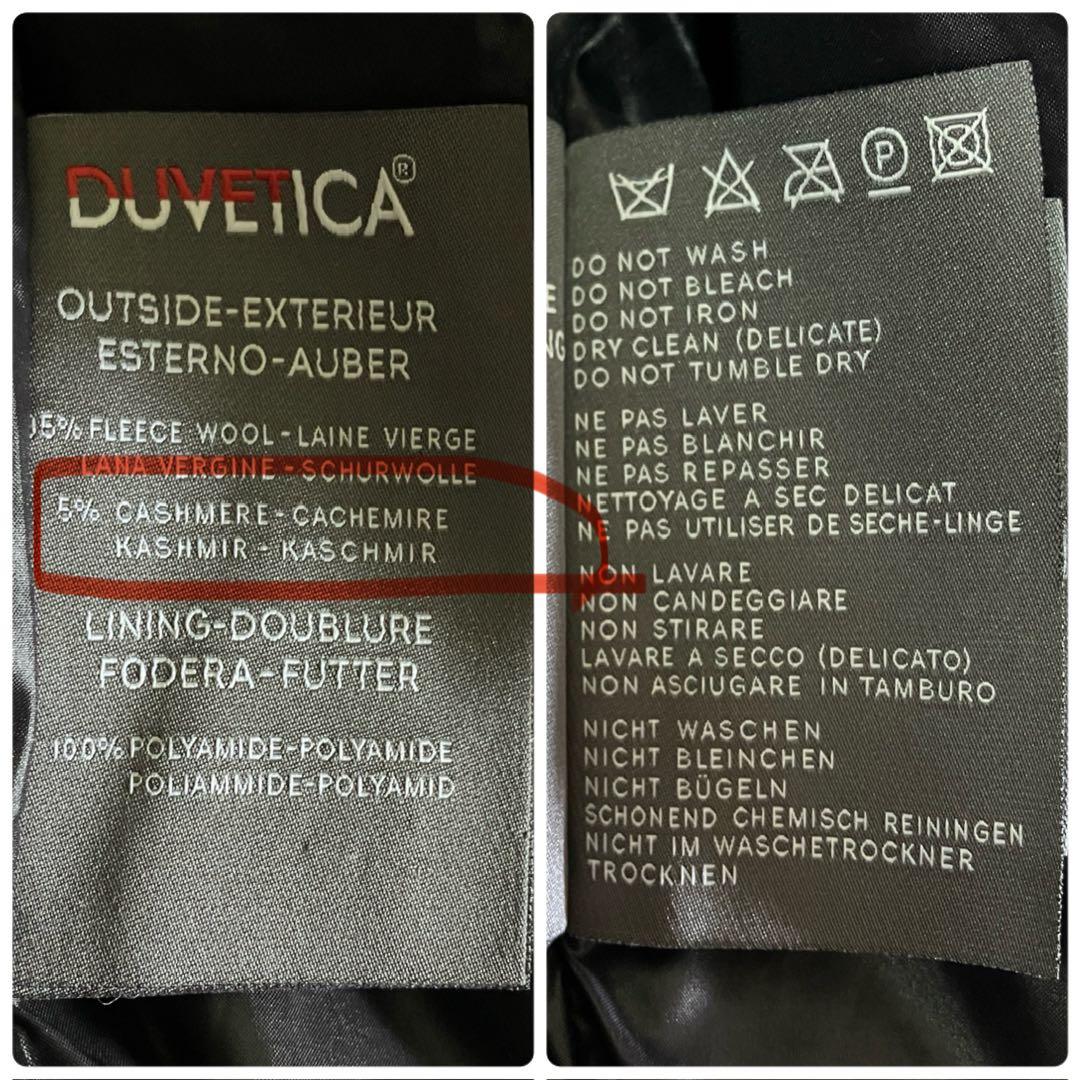 DUVETICA®
OUTSIDE-EXTERIEUR
ESTERNO-AUBER
95% FLEECE WOOL-LAINE VIERGE
LANA VERGINE-SCHURWOLLE
5% CASHMERE-CACHEMIRE
KASHMIR-KASCHMIR
LINING-DOUBLURE
FODERA-FUTTER
100% POLYAMIDE-POLYAMIDE
POLIAMMIDE-POLYAMID
P
DO NOT WASH
DO NOT BLEACH
DO NOT IRON
DRY CLEAN (DELICATE)
DO NOT TUMBLE DRY
NE PAS LAVER
NE PAS BLANCHIR
NE PAS REPASSER
NETTOYAGE A SEC DELICAT
NE PAS UTILISER DE SECHE-LINGE
NON LAVARE
NON CANDEGGIARE
NON STIRARE
LAVARE A SECCO (DELICATO)
NON ASCIUGARE IN TAMBURO
NICHT WASCHEN
NICHT BLEINCHEN
NICHT BÜGELN
SCHONEND CHEMISCH REININGEN
NICHT IM WASCHETROCKNER
TROCKNEN